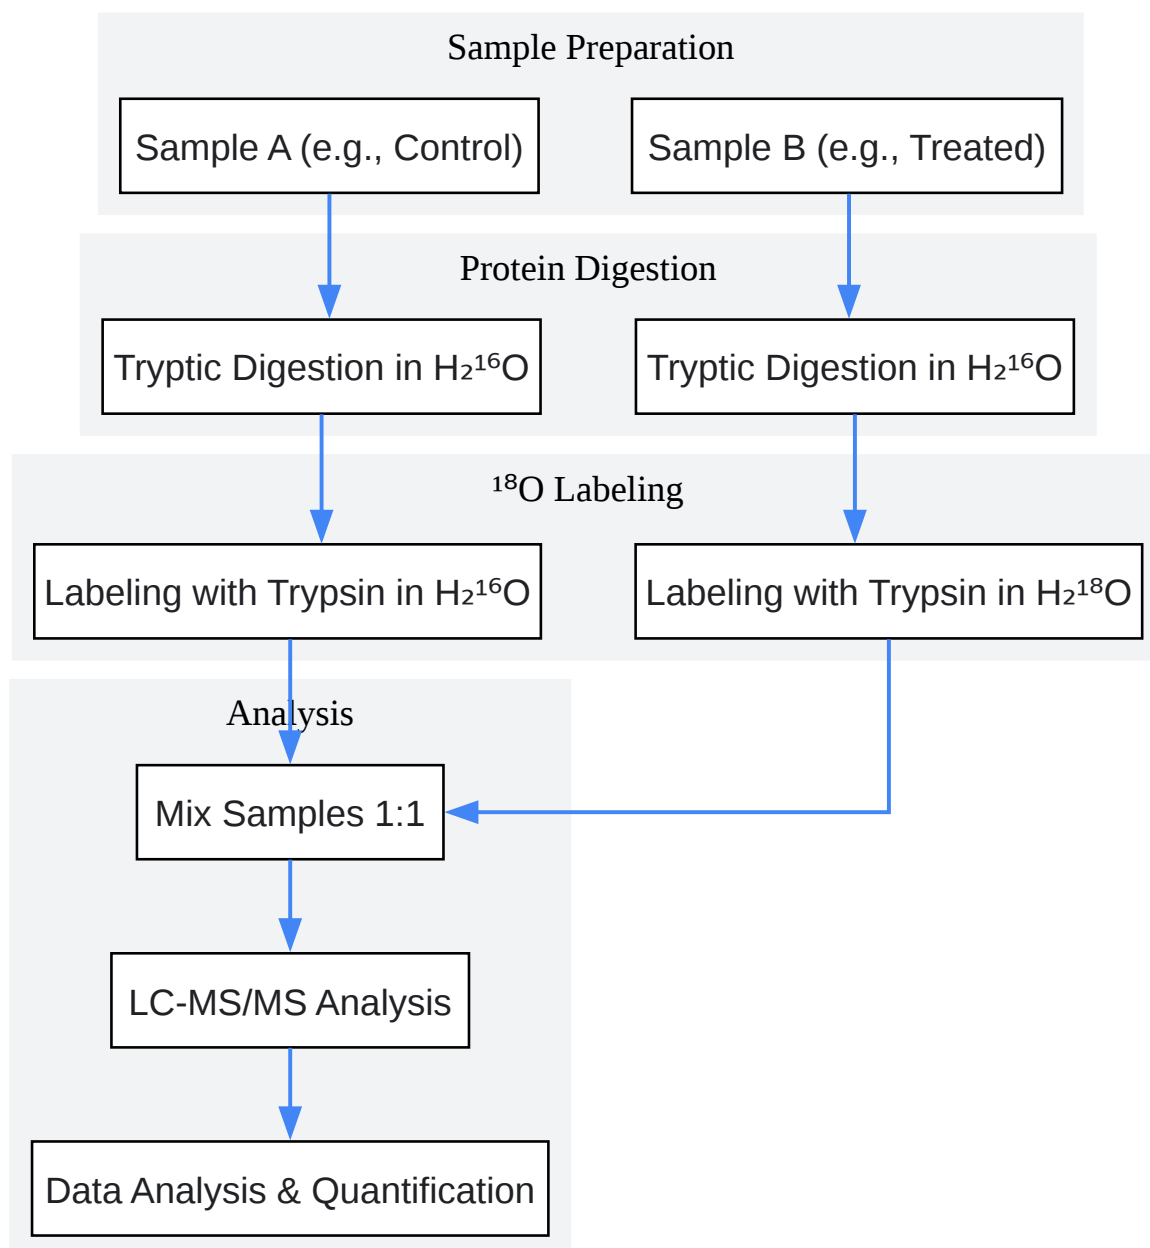 Sample Preparation
Sample A (e.g., Control)
Sample B (e.g., Treated)
Protein Digestion
Tryptic Digestion in H₂¹⁶O
Tryptic Digestion in H₂¹⁶O
¹⁸O Labeling
Labeling with Trypsin in H₂¹⁶O
Labeling with Trypsin in H₂¹⁸O
Analysis
Mix Samples 1:1
LC-MS/MS Analysis
Data Analysis & Quantification